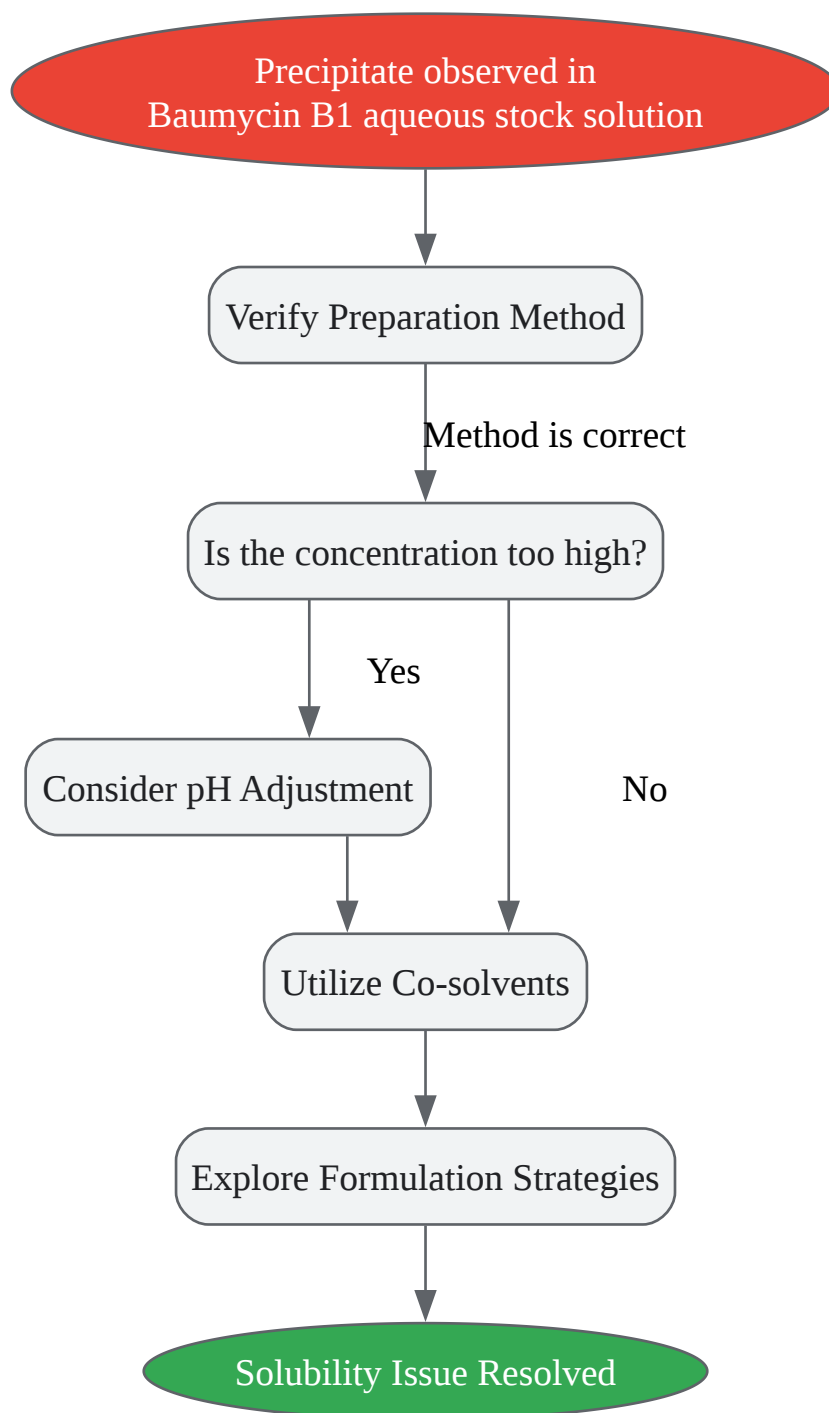 Precipitate observed in
Baumycin B1 aqueous stock solution
Verify Preparation Method
Method is correct
Is the concentration too high?
Yes
Consider pH Adjustment
No
Utilize Co-solvents
Explore Formulation Strategies
Solubility Issue Resolved